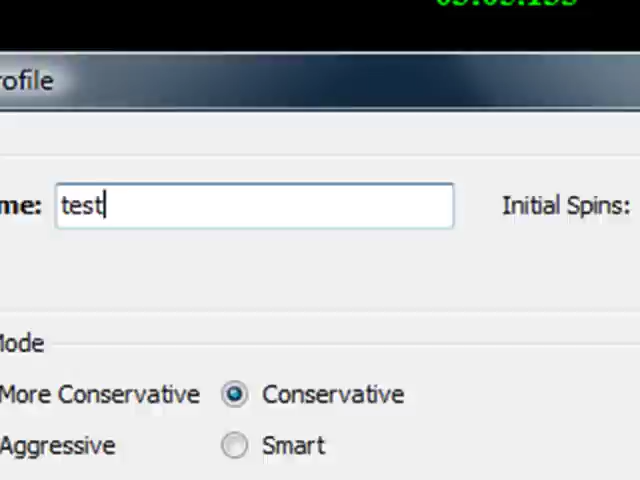 rofile
me: test Initial Spins:
Mode
More Conservative Conservative
Aggressive Smart